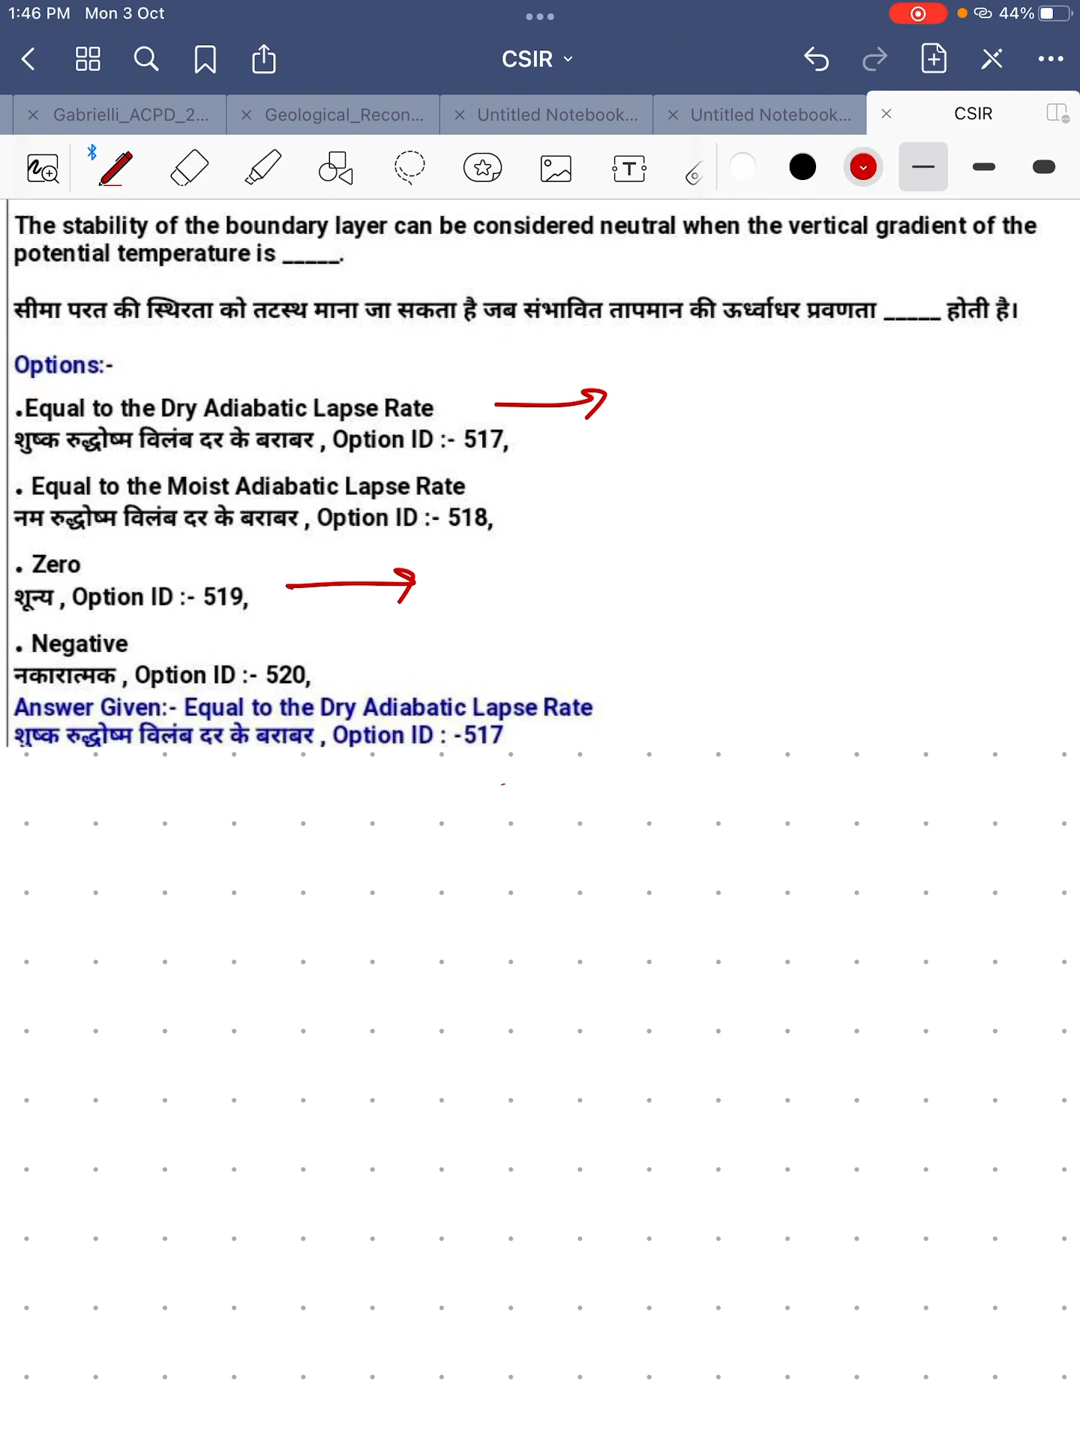 1:46 PM Mon 3 Oct
44%
CSIR
Gabrielli_ACPD_2...
Geological_Recon...
Untitled Notebook...
Untitled Notebook...
CSIR
The stability of the boundary layer can be considered neutral when the vertical gradient of the
potential temperature is _____.
सीमा परत की स्थिरता को तटस्थ माना जा सकता है जब संभावित तापमान की ऊर्ध्वाधर प्रवणता _____ होती है।
Options:-
.Equal to the Dry Adiabatic Lapse Rate
शुष्क रुद्धोष्म विलंब दर के बराबर , Option ID :- 517,
. Equal to the Moist Adiabatic Lapse Rate
नम रुद्धोष्म विलंब दर के बराबर , Option ID :- 518,
. Zero
शून्य , Option ID :- 519,
. Negative
नकारात्मक , Option ID :- 520,
Answer Given:- Equal to the Dry Adiabatic Lapse Rate
शुष्क रुद्धोष्म विलंब दर के बराबर , Option ID : -517